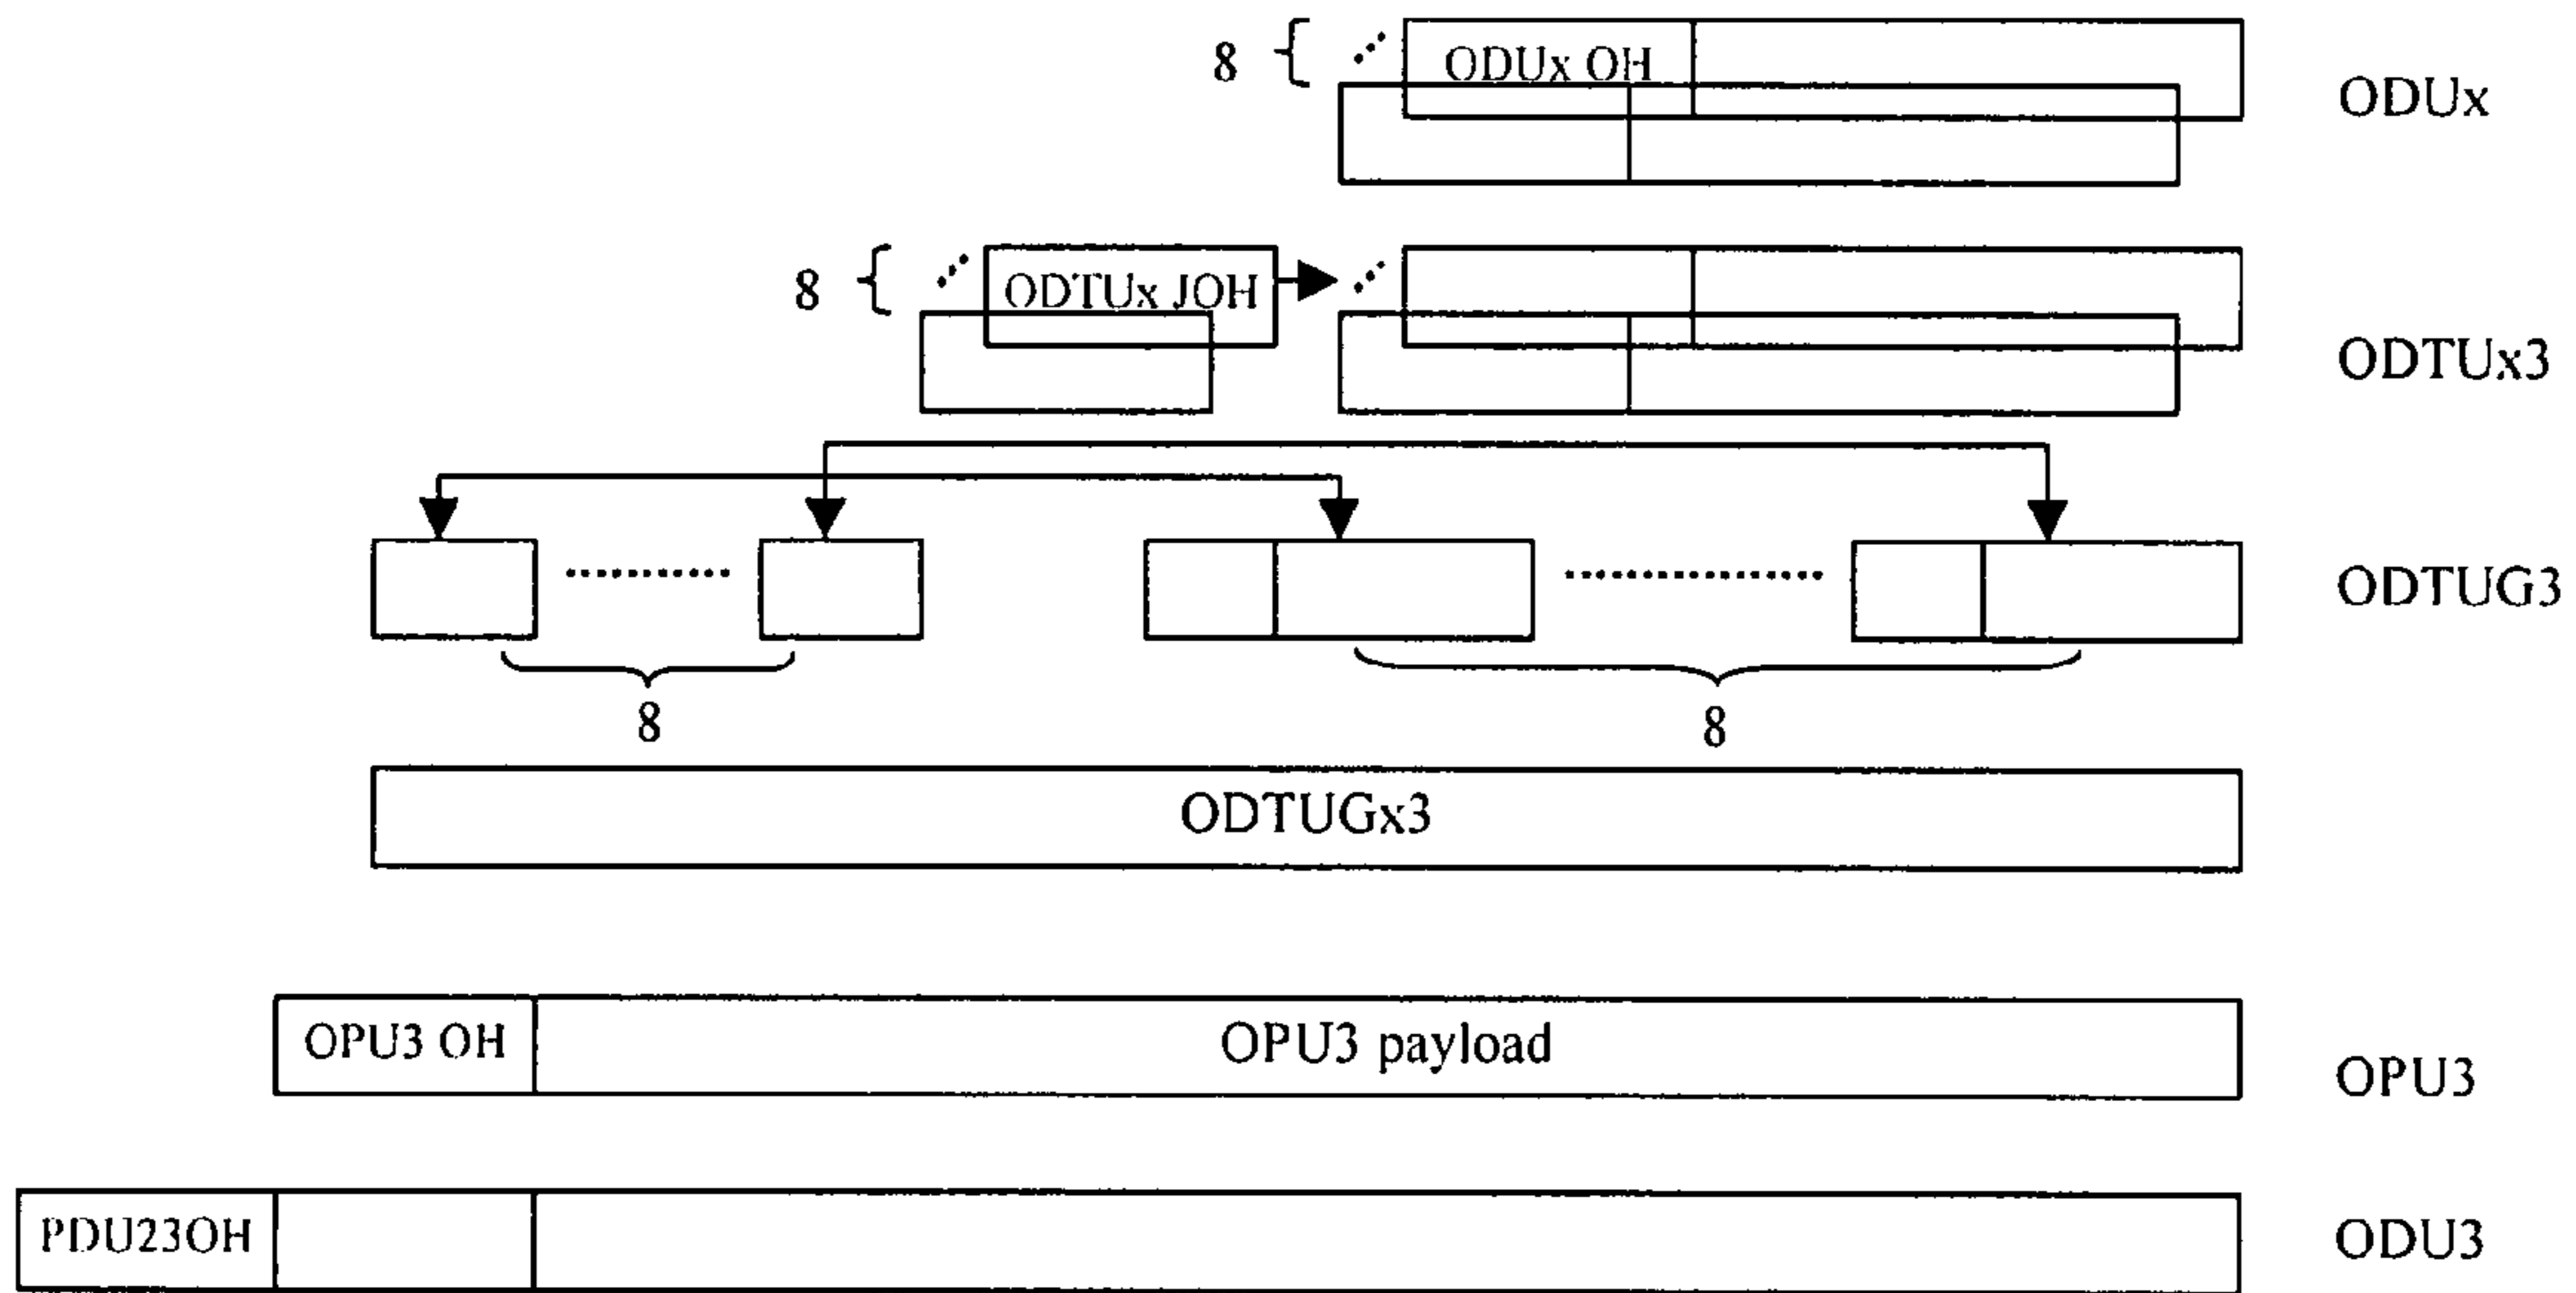 8
ODUx OH
ODUx
8
ODTUx JOH
ODTUx3
ODTUG3
8
8
ODTUGx3
OPU3 OH
OPU3 payload
OPU3
PDU23OH
ODU3